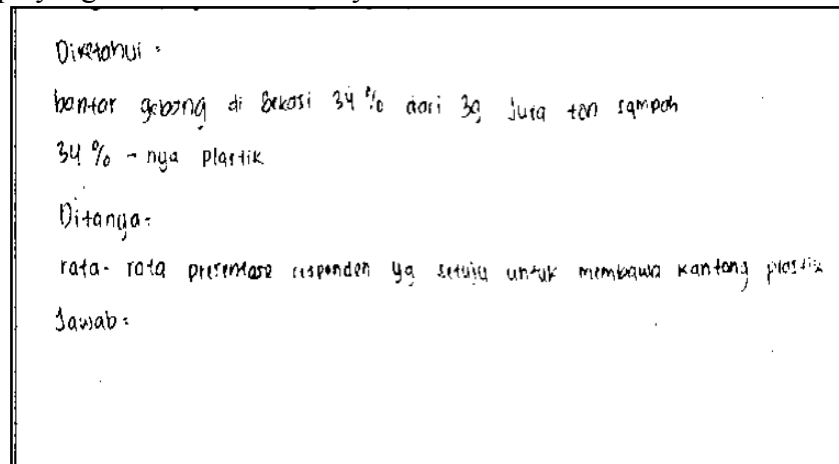 Diketahui :
bantar gebang di Bekasi 34 % dari 39 juta ton sampah
34 % - nya plastik
Ditanya :
rata-rata presentase responden yg setuju untuk membawa kantong plastik
Jawab :